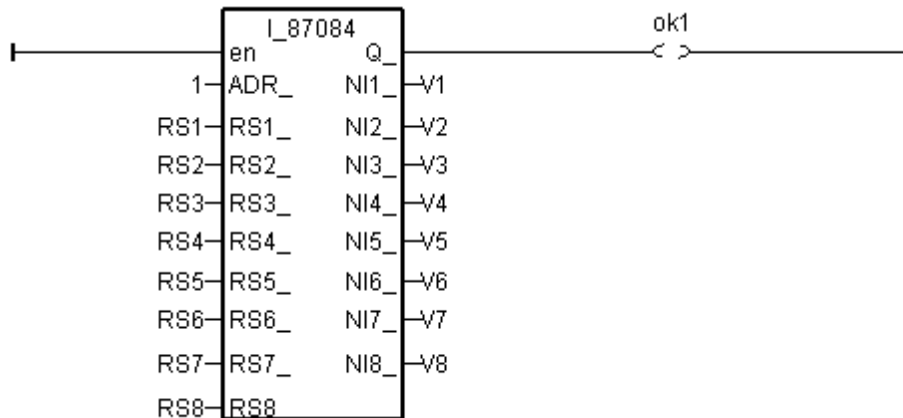 I_87084
ok1
en Q_
1 ADR_ NI1_ V1
RS1 RS1_ NI2_ V2
RS2 RS2_ NI3_ V3
RS3 RS3_ NI4_ V4
RS4 RS4_ NI5_ V5
RS5 RS5_ NI6_ V6
RS6 RS6_ NI7_ V7
RS7 RS7_ NI8_ V8
RS8 RS8